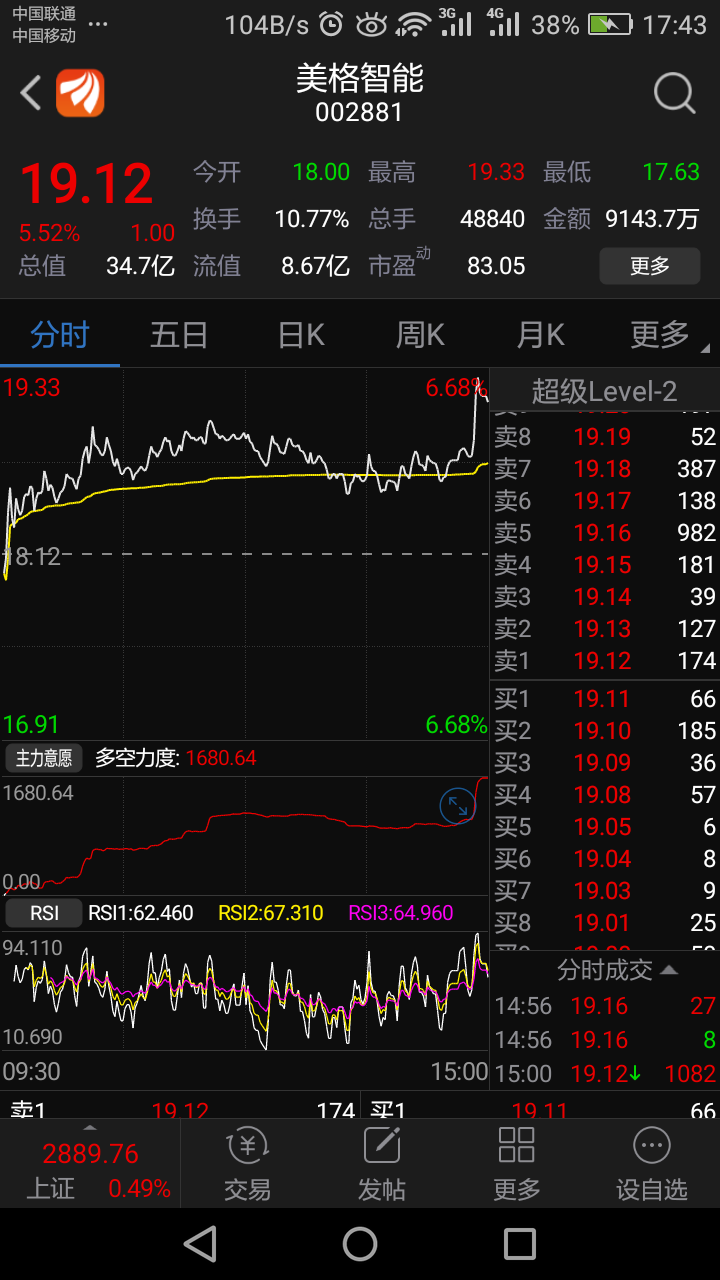 中国联通
中国移动 ... 104B/s 3G 4G 38% 17:43
美格智能
002881
19.12
5.52% 1.00
今开 18.00 最高 19.33 最低 17.63
换手 10.77% 总手 48840 金额 9143.7万
总值 34.7亿 流值 8.67亿 市盈动 83.05 更多
分时 五日 日K 周K 月K 更多
19.33 6.68%
18.12
16.91 6.68%
超级Level-2
卖8 19.19 52
卖7 19.18 387
卖6 19.17 138
卖5 19.16 982
卖4 19.15 181
卖3 19.14 39
卖2 19.13 127
卖1 19.12 174
买1 19.11 66
买2 19.10 185
买3 19.09 36
买4 19.08 57
买5 19.05 6
买6 19.04 8
买7 19.03 9
买8 19.01 25
主力意愿 多空力度: 1680.64
1680.64
0.00
RSI RSI1:62.460 RSI2:67.310 RSI3:64.960
94.110
10.690
09:30 15:00
分时成交
14:56 19.16 27
14:56 19.16 8
15:00 19.12↓ 1082
卖1 19.12 174 买1 19.11 66
2889.76
上证 0.49%
交易 发帖 更多 设自选